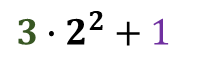 3 · 2² + 1